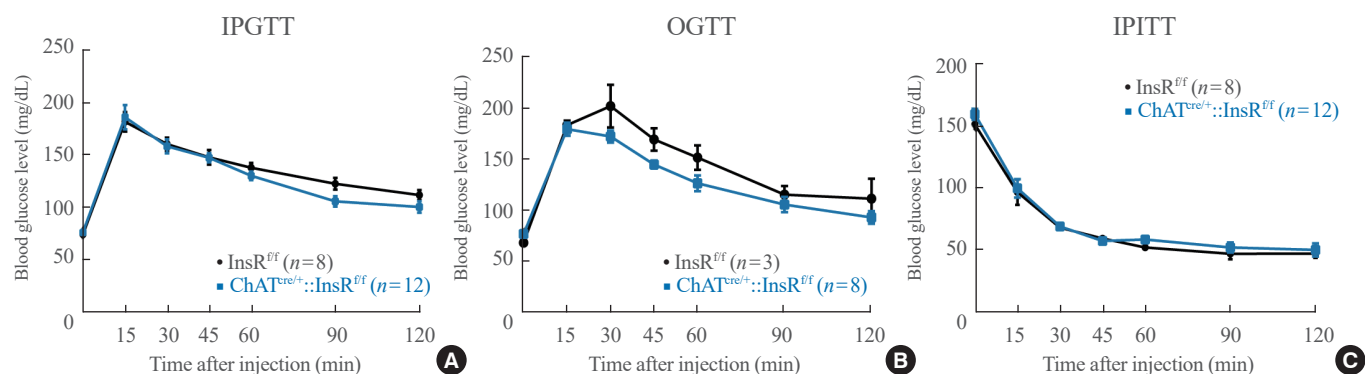 IPGTT
Blood glucose level (mg/dL)
250
200
150
100
50
0
15
30
45
60
90
120
Time after injection (min)
InsRf/f (n=8)
ChATcre/+::InsRf/f (n=12)
A
OGTT
Blood glucose level (mg/dL)
250
200
150
100
50
0
15
30
45
60
90
120
Time after injection (min)
InsRf/f (n=3)
ChATcre/+::InsRf/f (n=8)
B
IPITT
Blood glucose level (mg/dL)
200
150
100
50
0
15
30
45
60
90
120
Time after injection (min)
InsRf/f (n=8)
ChATcre/+::InsRf/f (n=12)
C